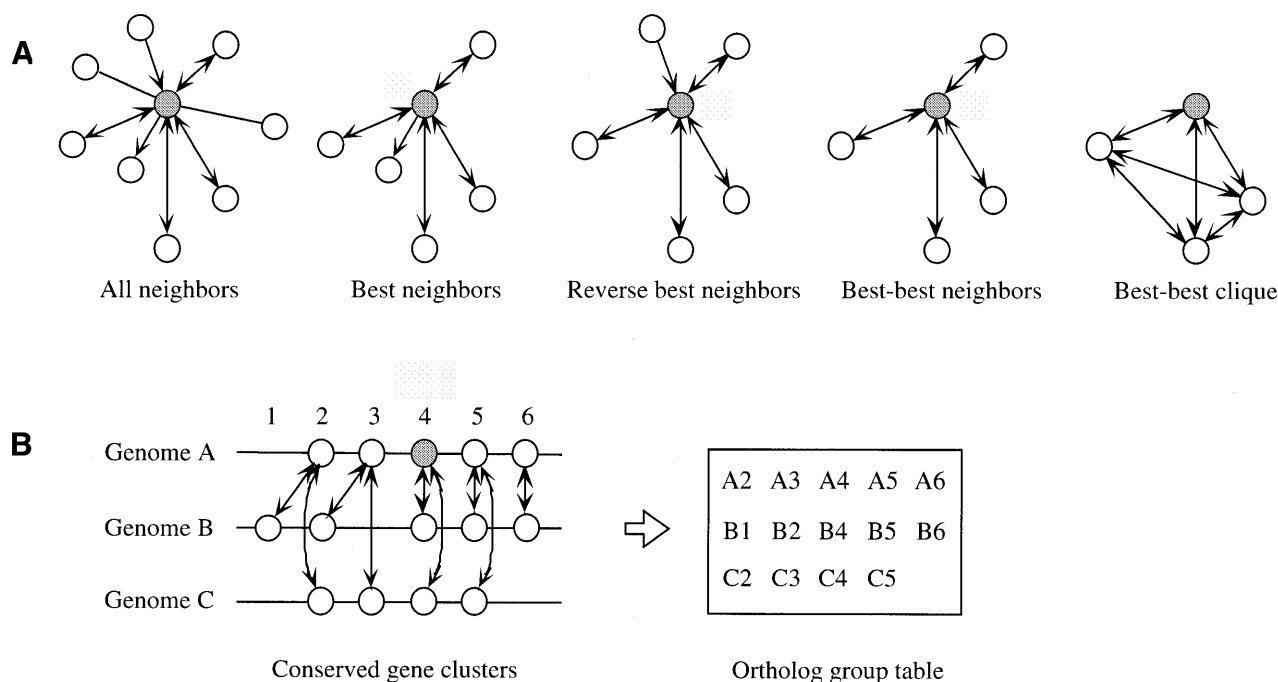 A
All neighbors
Best neighbors
Reverse best neighbors
Best-best neighbors
Best-best clique
B
1 2 3 4 5 6
Genome A
Genome B
Genome C
Conserved gene clusters
A2 A3 A4 A5 A6
B1 B2 B4 B5 B6
C2 C3 C4 C5
Ortholog group table